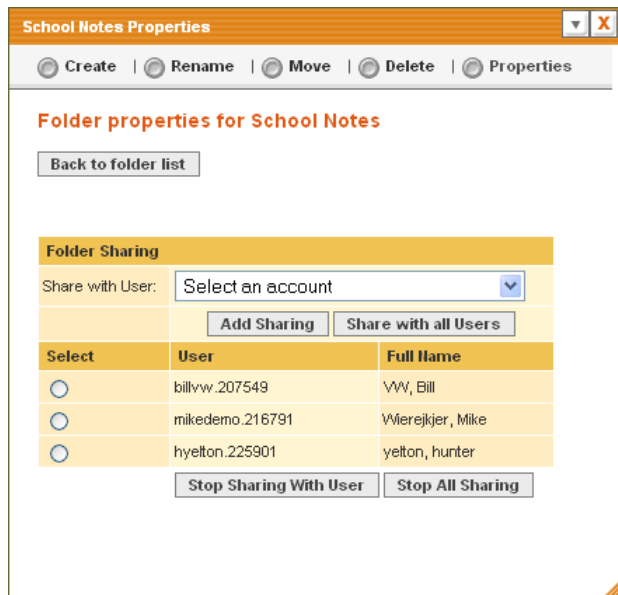 School Notes Properties X
Create | Rename | Move | Delete | Properties
Folder properties for School Notes
Back to folder list
Folder Sharing
Share with User: Select an account
Add Sharing Share with all Users
Select User Full Name
billvw.207549 VW, Bill
mikedemo.216791 Wierejkjer, Mike
hyelton.225901 yelton, hunter
Stop Sharing With User Stop All Sharing